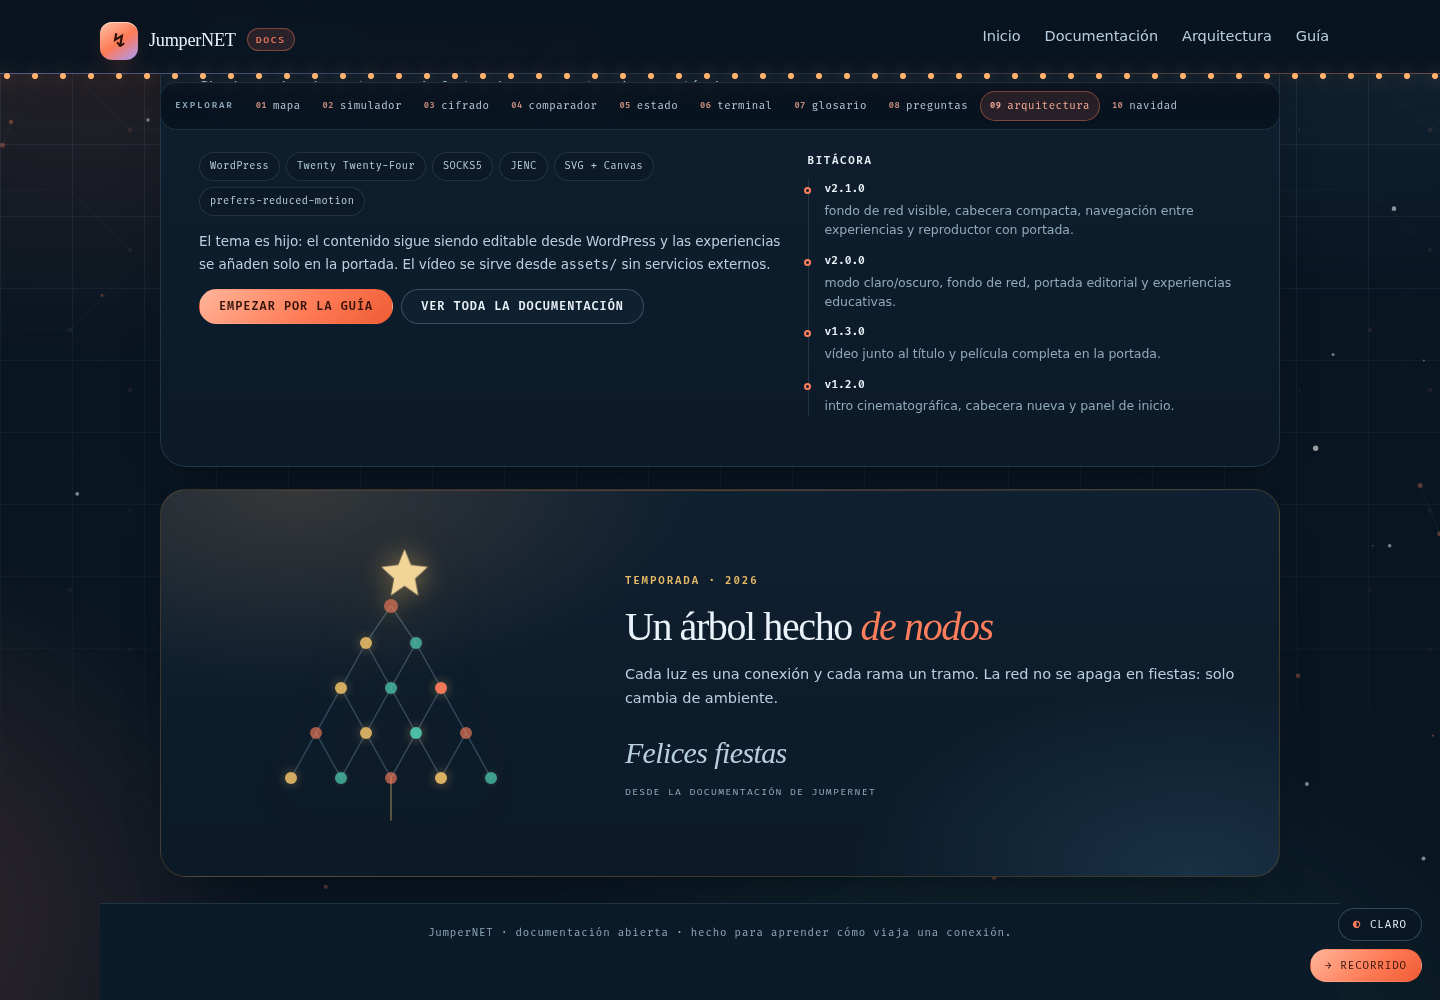 JumperNET DOCS
Inicio Documentación Arquitectura Guía
EXPLORAR 01 mapa 02 simulador 03 cifrado 04 comparador 05 estado 06 terminal 07 glosario 08 preguntas 09 arquitectura 10 navidad
WordPress Twenty Twenty-Four SOCKS5 JENC SVG + Canvas
prefers-reduced-motion
El tema es hijo: el contenido sigue siendo editable desde WordPress y las experiencias
se añaden solo en la portada. El vídeo se sirve desde assets/ sin servicios externos.
EMPEZAR POR LA GUÍA VER TODA LA DOCUMENTACIÓN
BITÁCORA
v2.1.0
fondo de red visible, cabecera compacta, navegación entre
experiencias y reproductor con portada.
v2.0.0
modo claro/oscuro, fondo de red, portada editorial y experiencias
educativas.
v1.3.0
vídeo junto al título y película completa en la portada.
v1.2.0
intro cinematográfica, cabecera nueva y panel de inicio.
TEMPORADA · 2026
Un árbol hecho de nodos
Cada luz es una conexión y cada rama un tramo. La red no se apaga en fiestas: solo
cambia de ambiente.
Felices fiestas
DESDE LA DOCUMENTACIÓN DE JUMPERNET
JumperNET · documentación abierta · hecho para aprender cómo viaja una conexión.
CLARO
→ RECORRIDO